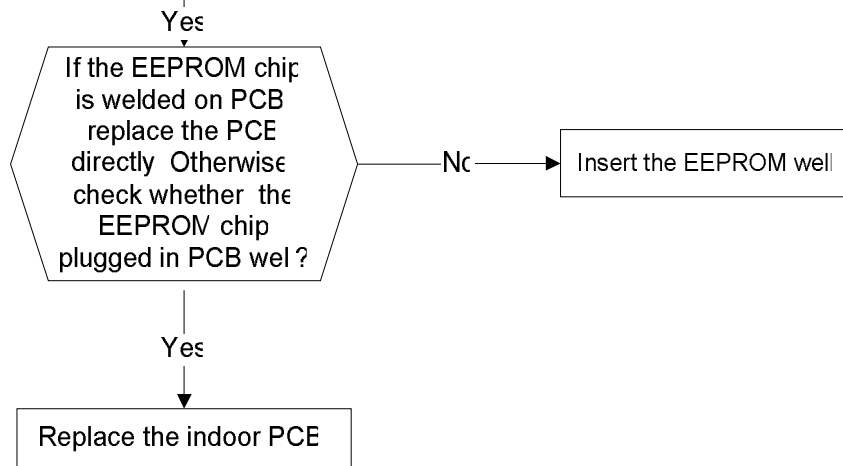 Yes
If the EEPROM chip
is welded on PCB
replace the PCB
directly Otherwise
check whether the
EEPROM chip
plugged in PCB well?
No
Insert the EEPROM well
Yes
Replace the indoor PCB